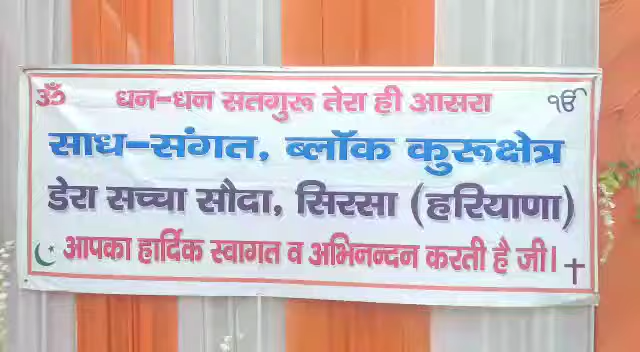 ॐ धन-धन सतगुरू तेरा ही आसरा ੴ
साध-संगत, ब्लॉक कुरूक्षेत्र
डेरा सच्चा सौदा, सिरसा (हरियाणा)
आपका हार्दिक स्वागत व अभिनन्दन करती है जी।